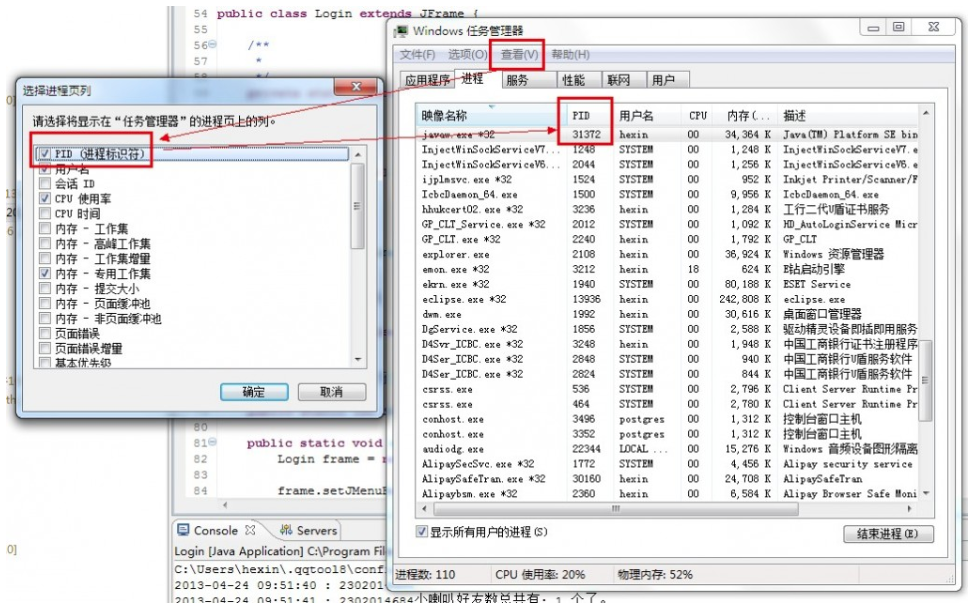 54 public class Login extends JFrame {
55
56 /**
57 *
58 */
80
81 public static void
82 Login frame =
83
84 frame.setJMenuB
Console Servers
Login [Java Application] C:\Program Fil
C:\Users\hexin\.qqtool8\conf
2013-04-24 09:51:40 : 230201
2013-04-24 09:51:41 : 2302014684小喇叭好友数总共有: 1 个了。
选择进程页列
请选择将显示在“任务管理器”的进程页上的列。
PID (进程标识符)
用户名
会话 ID
CPU 使用率
CPU 时间
内存 - 工作集
内存 - 高峰工作集
内存 - 工作集增量
内存 - 专用工作集
内存 - 提交大小
内存 - 页面缓冲池
内存 - 非页面缓冲池
页面错误
页面错误增量
基本优先级
确定 取消
Windows 任务管理器
文件(F) 选项(O) 查看(V) 帮助(H)
应用程序 进程 服务 性能 联网 用户
映像名称 PID 用户名 CPU 内存(... 描述
javaw.exe *32 31372 hexin 00 34,364 K Java(TM) Platform SE bin
InjectWinSockServiceV7... 1248 SYSTEM 00 1,248 K InjectWinSockServiceV7.e
InjectWinSockServiceV6... 2044 SYSTEM 00 1,256 K InjectWinSockServiceV6.e
ijplmsvc.exe *32 1524 SYSTEM 00 952 K Inkjet Printer/Scanner/F
IcbcDaemon_64.exe 1500 SYSTEM 00 9,956 K IcbcDaemon_64.exe
hhukcert02.exe *32 3236 hexin 00 1,284 K 工行二代U盾证书服务
GP_CLT_Service.exe *32 2012 SYSTEM 00 1,092 K HD_AutoLoginService Micr
GP_CLT.exe *32 2240 hexin 00 1,792 K GP_CLT
explorer.exe 2108 hexin 00 36,924 K Windows 资源管理器
emon.exe *32 3212 hexin 18 624 K E钻启动引擎
ekrn.exe *32 1940 SYSTEM 00 80,188 K ESET Service
eclipse.exe *32 13936 hexin 00 242,808 K eclipse.exe
dwm.exe 1992 hexin 00 30,616 K 桌面窗口管理器
DgService.exe *32 1856 SYSTEM 00 2,588 K 驱动精灵设备即插即用服务
D4Svr_ICBC.exe *32 3248 hexin 00 1,948 K 中国工商银行证书注册程序
D4Ser_ICBC.exe *32 2848 SYSTEM 00 940 K 中国工商银行U盾服务软件
D4Ser_ICBC.exe *32 2824 SYSTEM 00 844 K 中国工商银行U盾服务软件
csrss.exe 536 SYSTEM 00 2,796 K Client Server Runtime Pr
csrss.exe 464 SYSTEM 00 2,780 K Client Server Runtime Pr
conhost.exe 3496 postgres 00 1,312 K 控制台窗口主机
conhost.exe 3352 postgres 00 1,312 K 控制台窗口主机
audiodg.exe 22344 LOCAL ... 00 15,276 K Windows 音频设备图形隔离
AlipaySecSvc.exe *32 1772 SYSTEM 00 4,456 K Alipay security service
AlipaySafeTran.exe *32 30160 hexin 00 24,708 K AlipaySafeTran
Alipaybsm.exe *32 2360 hexin 00 6,584 K Alipay Browser Safe Moni
显示所有用户的进程(S) 结束进程(E)
进程数: 110 CPU 使用率: 20% 物理内存: 52%